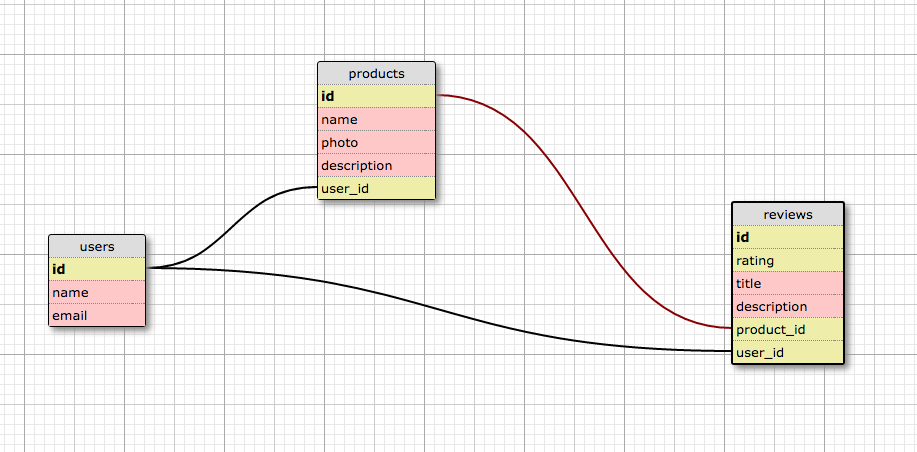 products
id
name
photo
description
user_id
users
id
name
email
reviews
id
rating
title
description
product_id
user_id